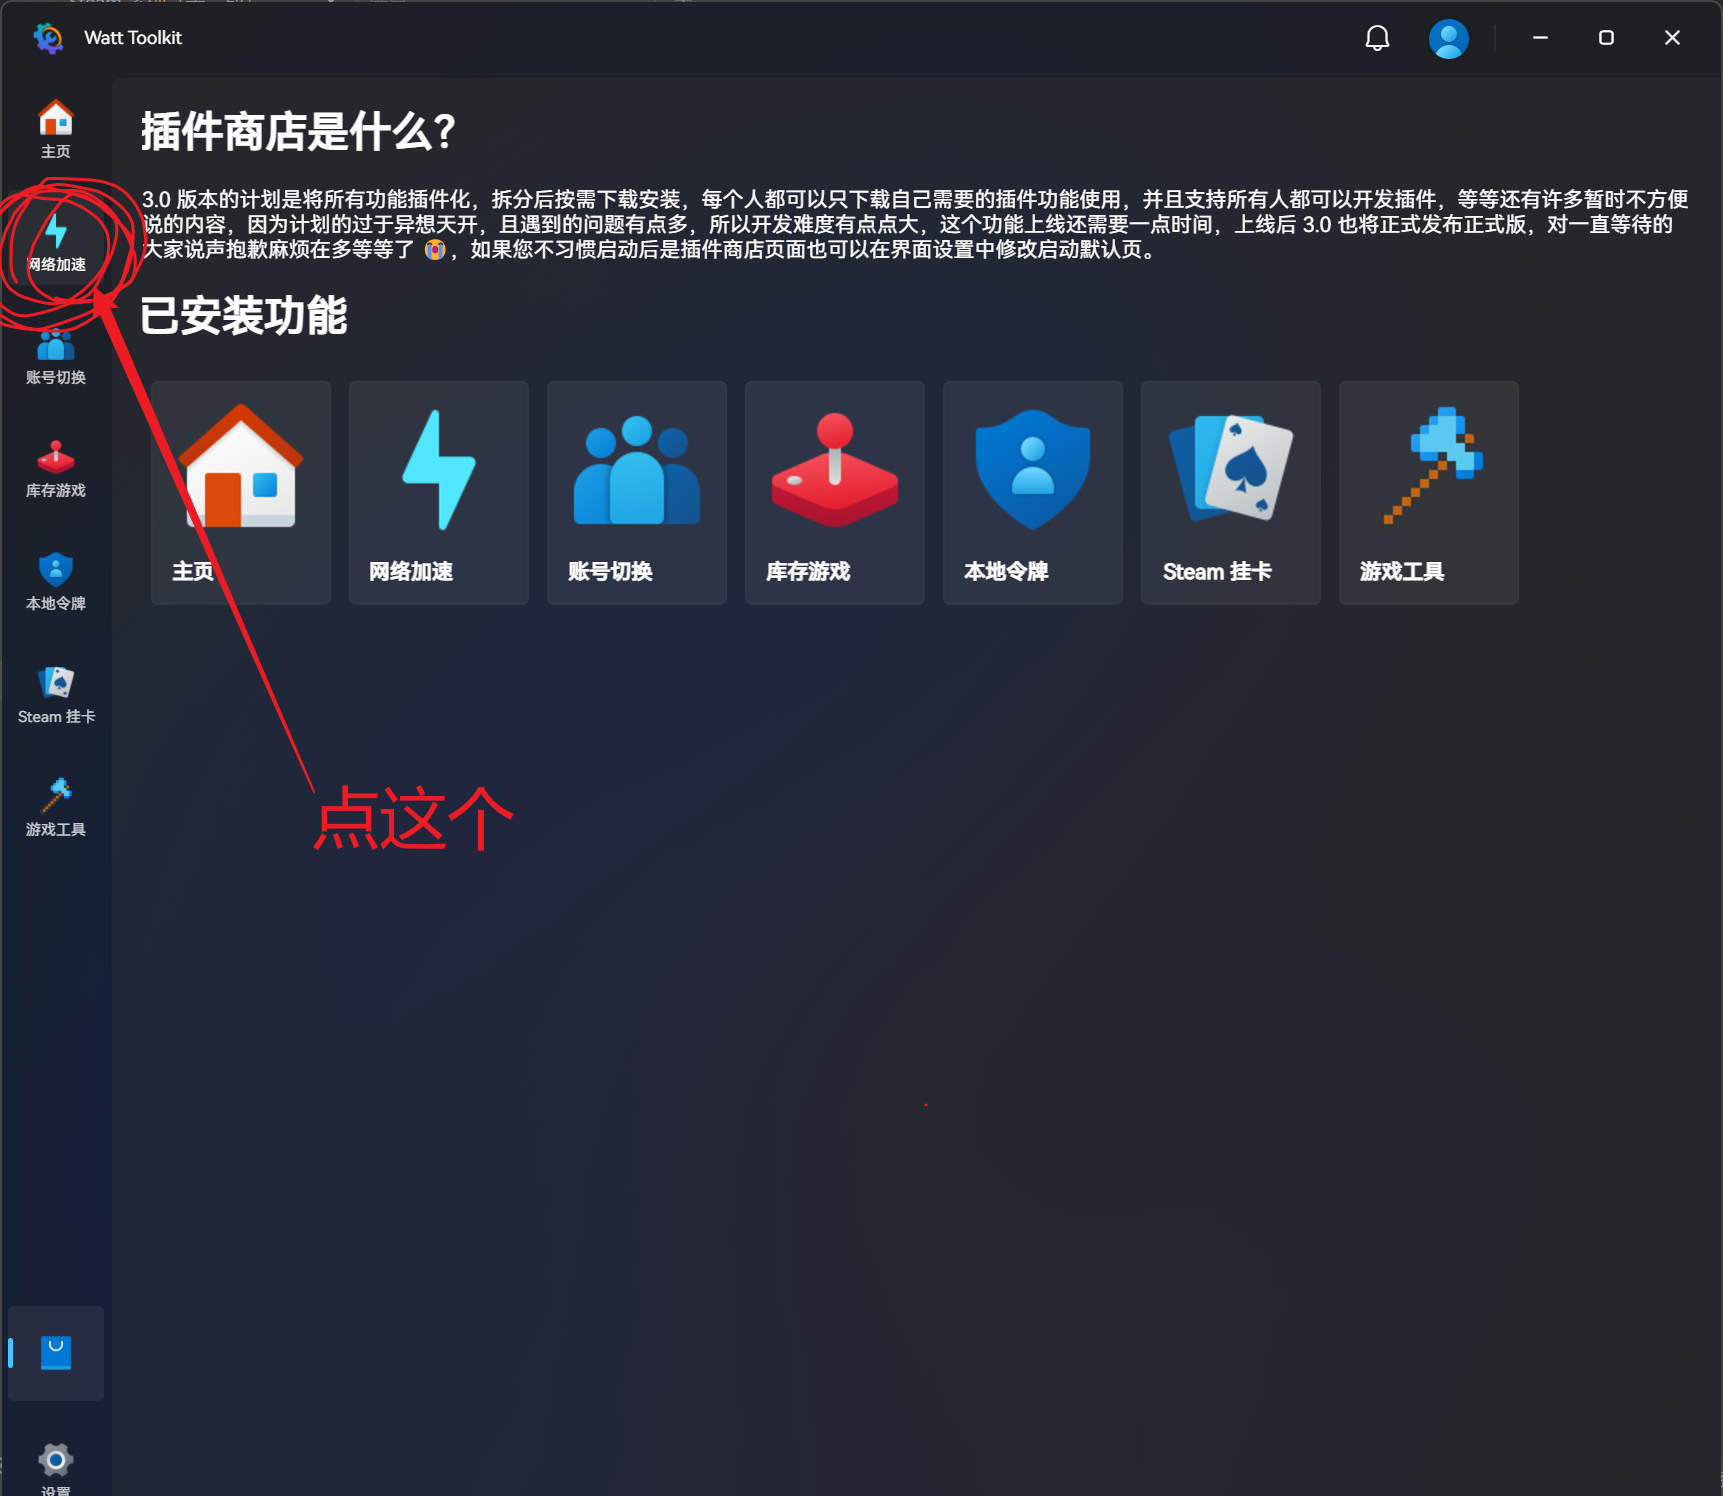 Watt Toolkit
主页
网络加速
账号切换
库存游戏
本地令牌
Steam 挂卡
游戏工具
设置
插件商店是什么？
3.0 版本的计划是将所有功能插件化，拆分后按需下载安装，每个人都可以只下载自己需要的插件功能使用，并且支持所有人都可以开发插件，等等还有许多暂时不方便
说的内容，因为计划的过于异想天开，且遇到的问题有点多，所以开发难度有点点大，这个功能上线还需要一点时间，上线后 3.0 也将正式发布正式版，对一直等待的
大家说声抱歉麻烦在多等等了 😭，如果您不习惯启动后是插件商店页面也可以在界面设置中修改启动默认页。
已安装功能
主页
网络加速
账号切换
库存游戏
本地令牌
Steam 挂卡
游戏工具
点这个